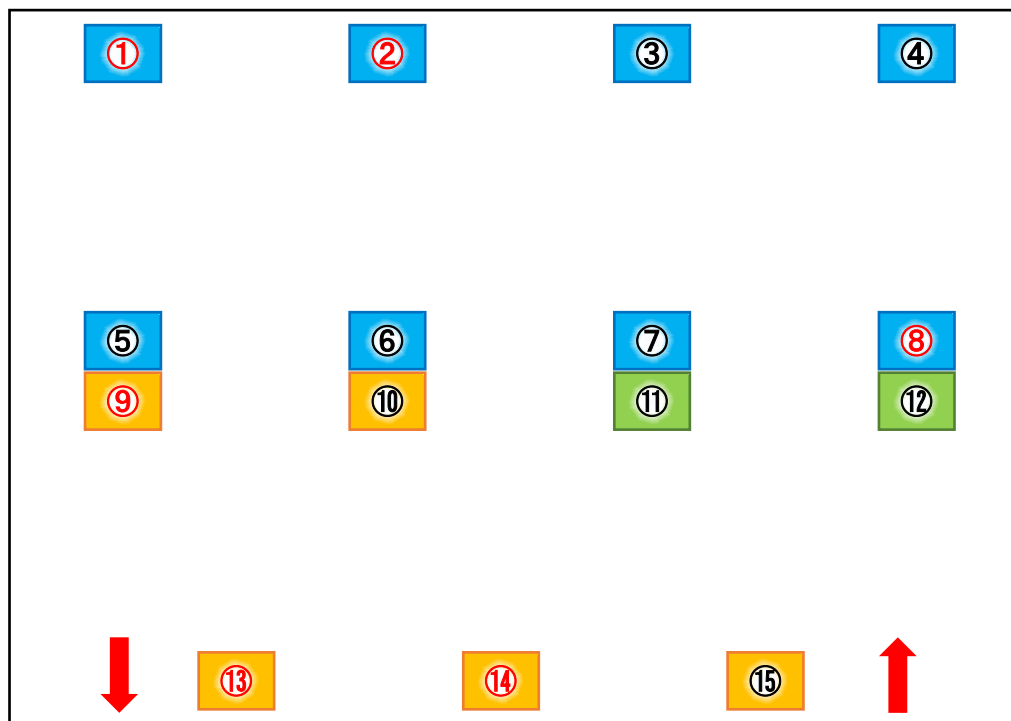 ① ② ③ ④
⑤ ⑥ ⑦ ⑧
⑨ ⑩ ⑪ ⑫
⑬ ⑭ ⑮